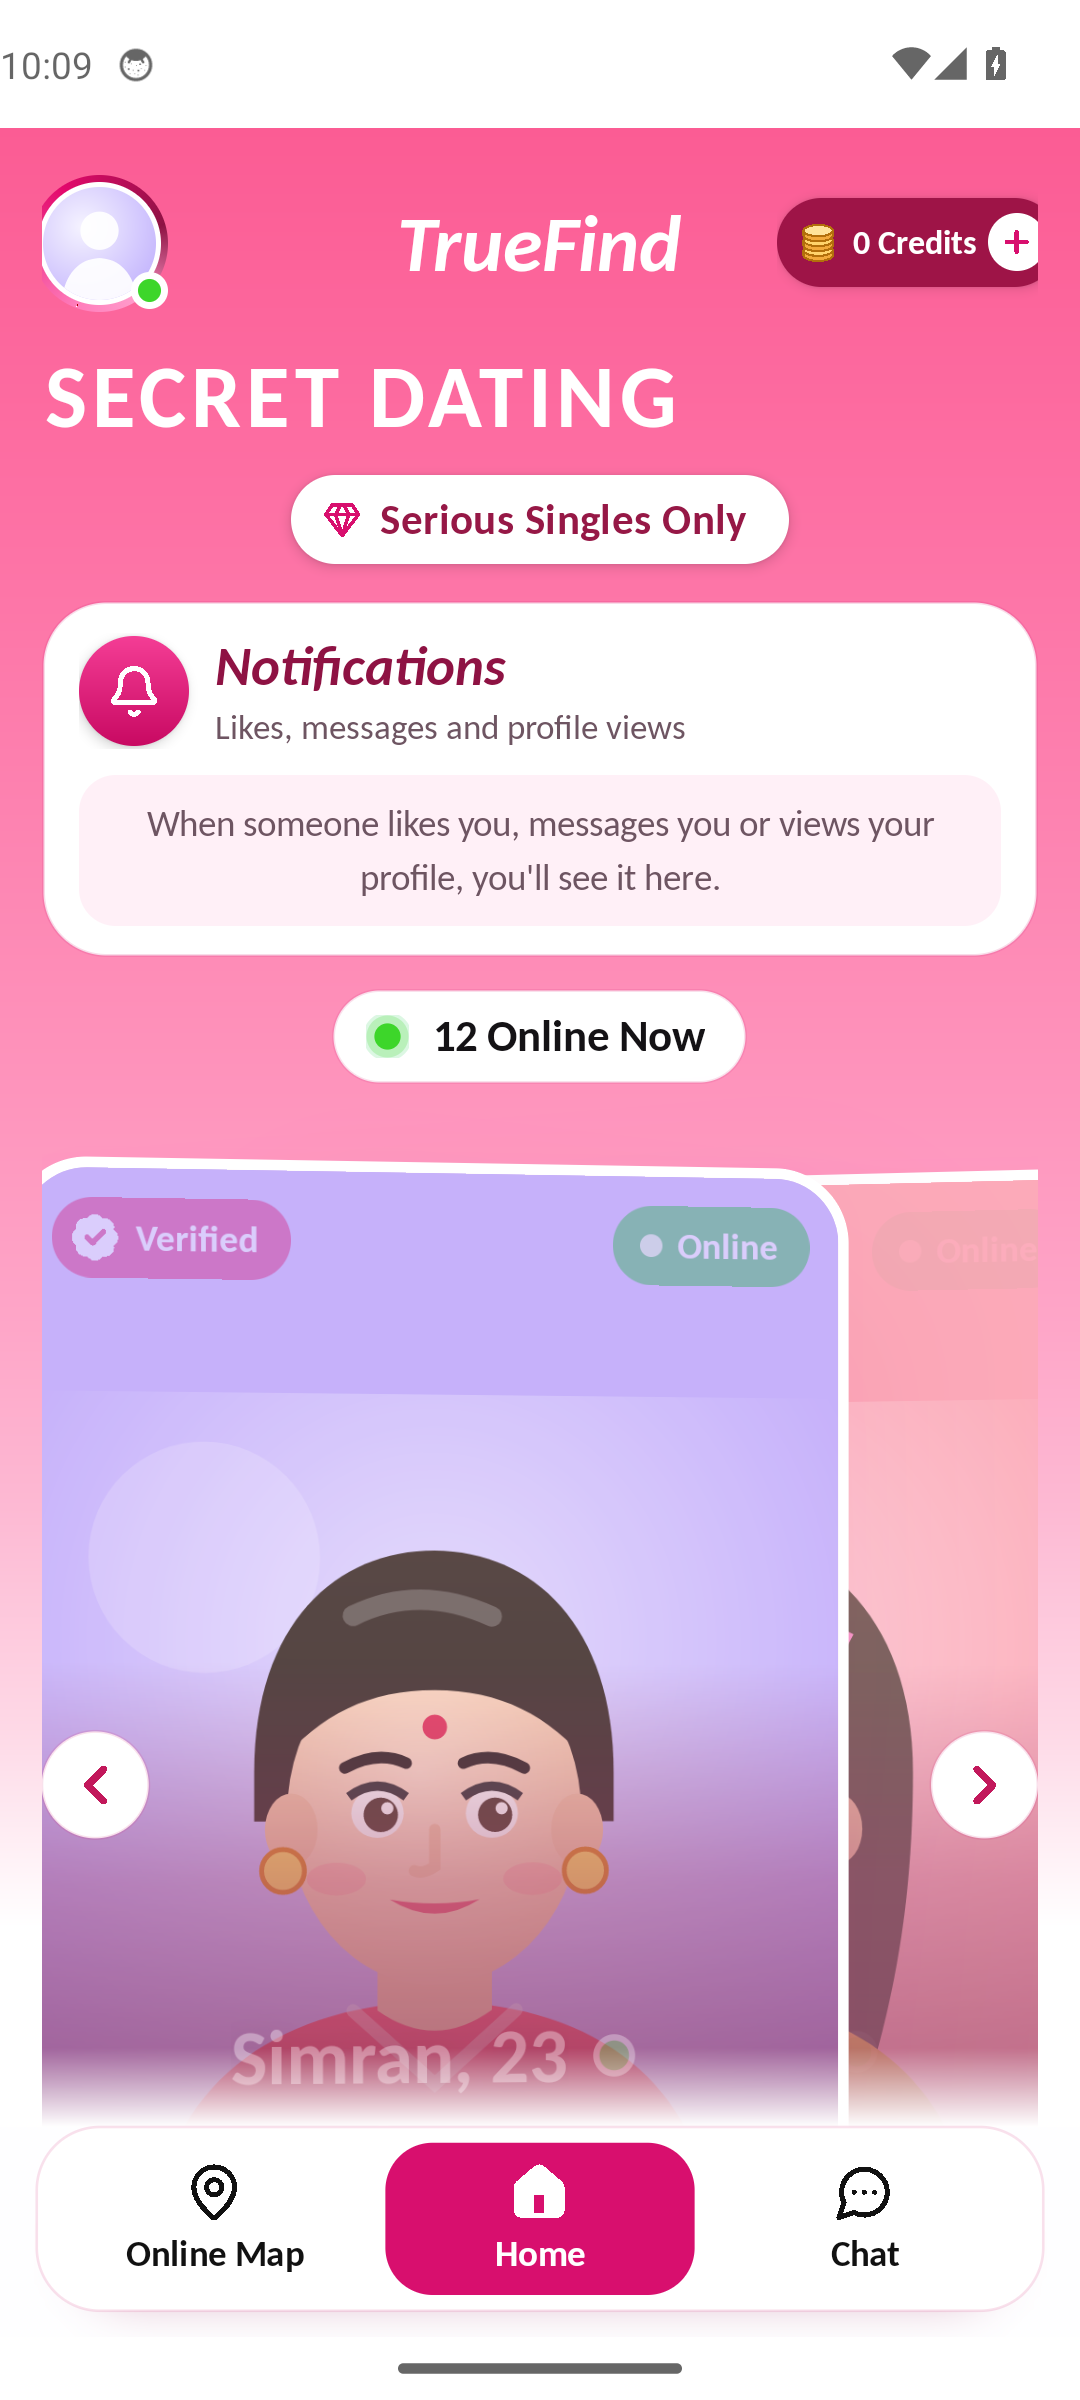 10:09
TrueFind
0 Credits
SECRET DATING
Serious Singles Only
Notifications
Likes, messages and profile views
When someone likes you, messages you or views your
profile, you'll see it here.
12 Online Now
Verified
Online
Online
Simran, 23
Online Map
Home
Chat